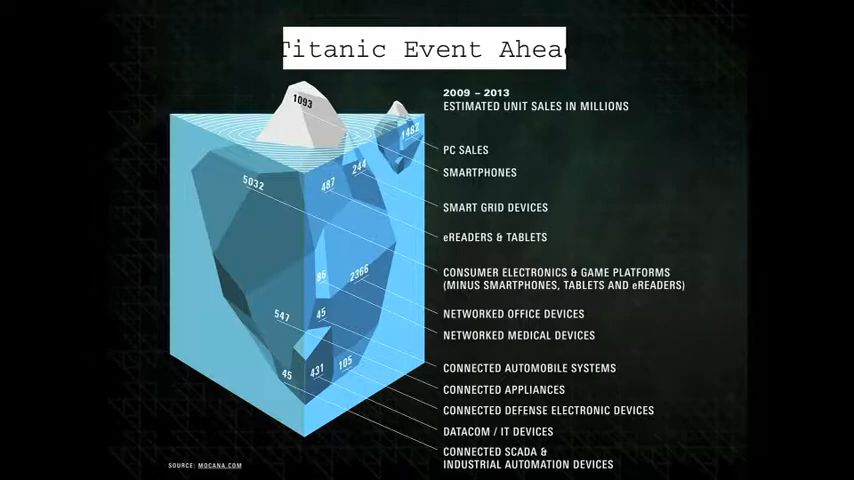 Titanic Event Ahead
2009 – 2013
ESTIMATED UNIT SALES IN MILLIONS
1093
1482
PC SALES
SMARTPHONES
244
487
5032
SMART GRID DEVICES
eREADERS & TABLETS
CONSUMER ELECTRONICS & GAME PLATFORMS
(MINUS SMARTPHONES, TABLETS AND eREADERS)
86
2366
NETWORKED OFFICE DEVICES
547
45
NETWORKED MEDICAL DEVICES
CONNECTED AUTOMOBILE SYSTEMS
45
431
105
CONNECTED APPLIANCES
CONNECTED DEFENSE ELECTRONIC DEVICES
DATACOM / IT DEVICES
CONNECTED SCADA &
INDUSTRIAL AUTOMATION DEVICES
SOURCE: MOCANA.COM